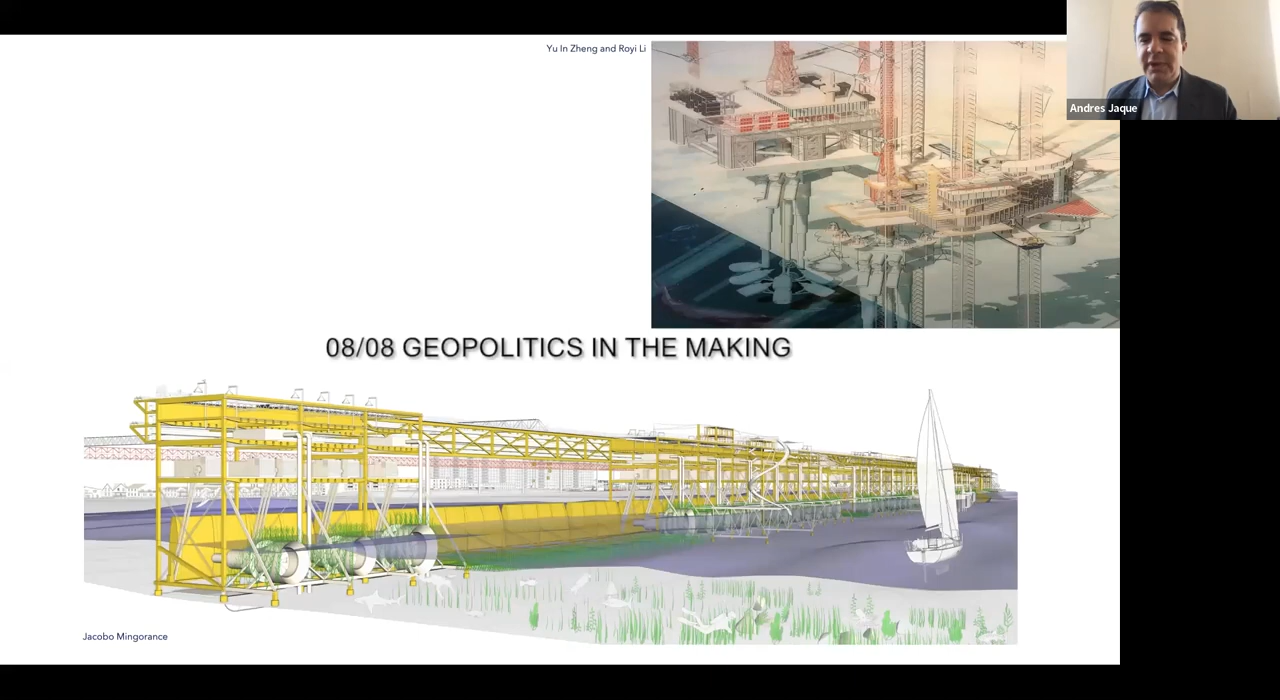 Yu In Zheng and Royi Li
Andres Jaque
08/08 GEOPOLITICS IN THE MAKING
Jacobo Mingorance